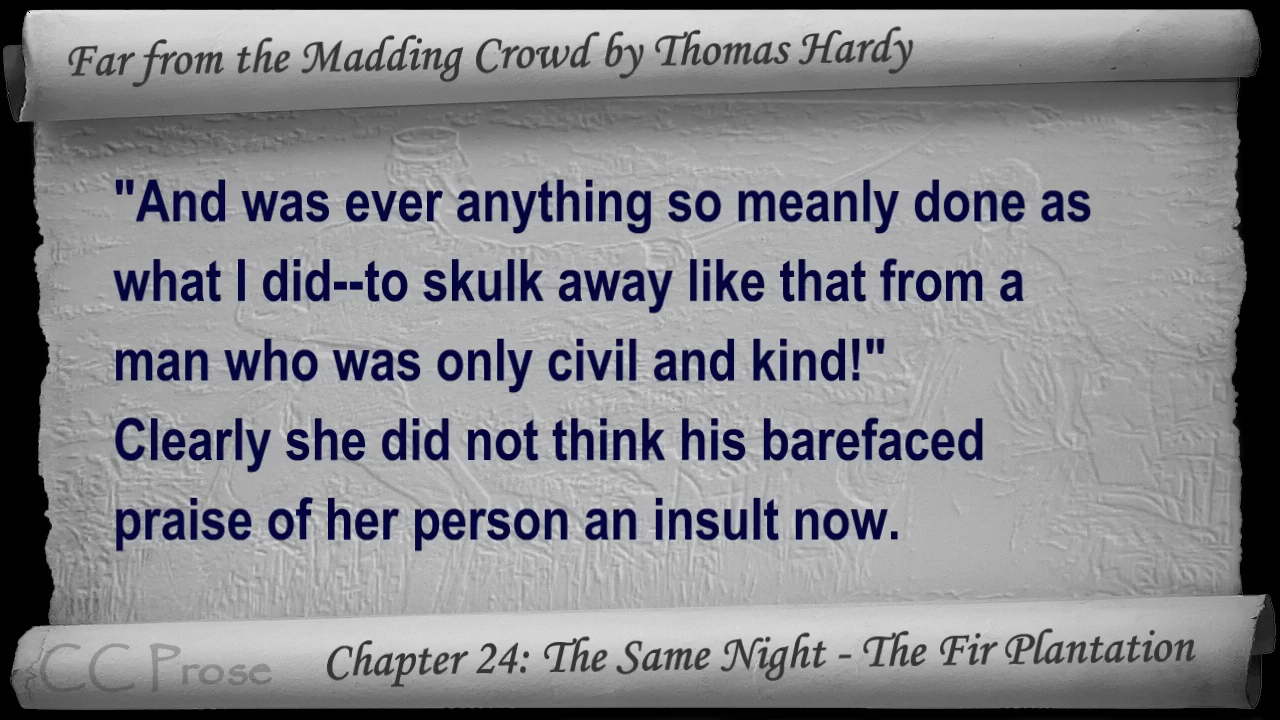 Far from the Madding Crowd by Thomas Hardy
"And was ever anything so meanly done as
what I did--to skulk away like that from a
man who was only civil and kind!"
Clearly she did not think his barefaced
praise of her person an insult now.
CC Prose
Chapter 24: The Same Night - The Fir Plantation